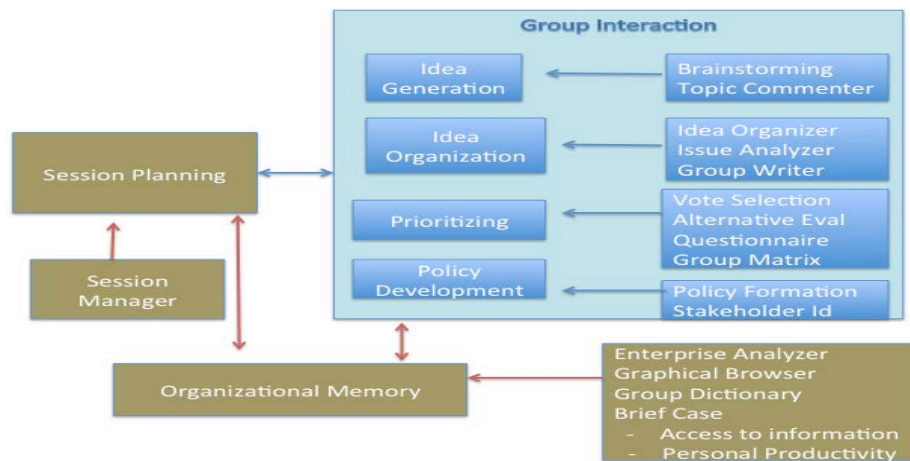 Group Interaction
Idea
Generation
Brainstorming
Topic Commenter
Idea
Organization
Idea Organizer
Issue Analyzer
Group Writer
Session Planning
Prioritizing
Vote Selection
Alternative Eval
Questionnaire
Group Matrix
Session
Manager
Policy
Development
Policy Formation
Stakeholder Id
Organizational Memory
Enterprise Analyzer
Graphical Browser
Group Dictionary
Brief Case
- Access to information
- Personal Productivity